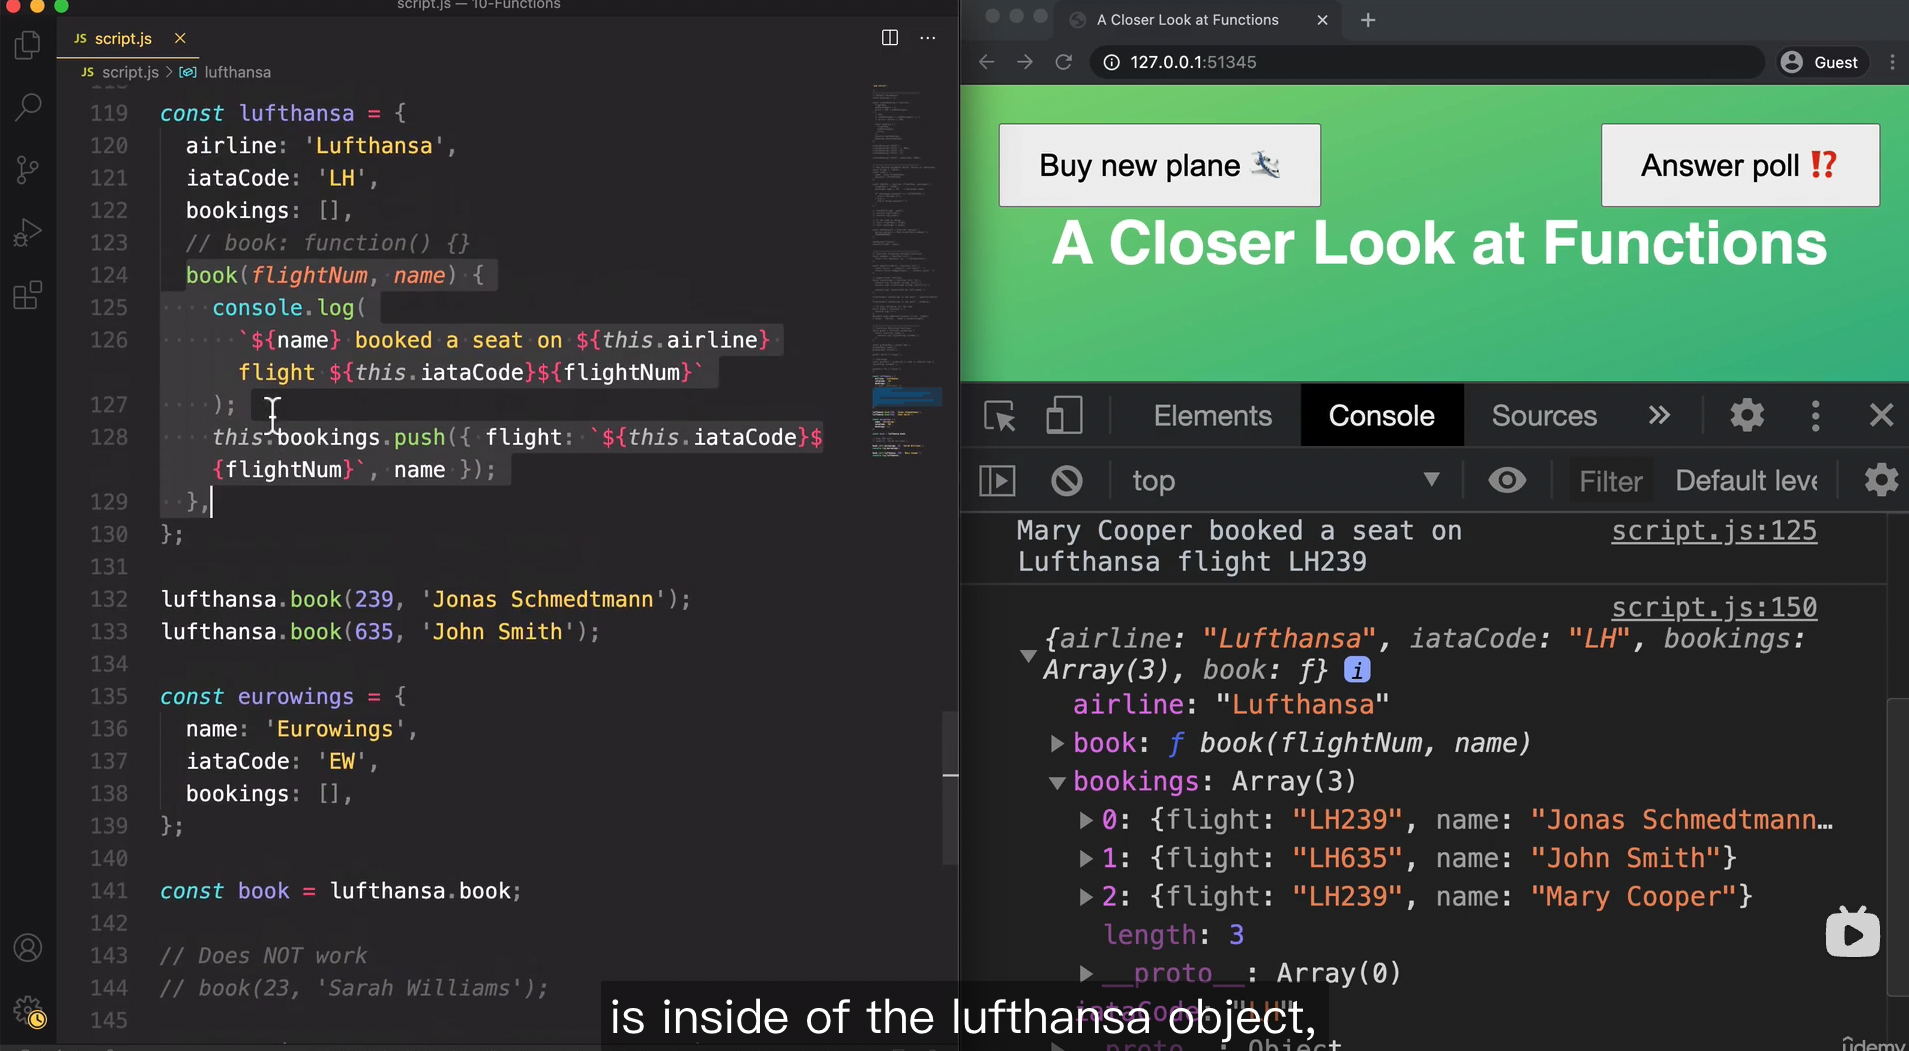 script.js — 10-Functions
JS script.js
JS script.js > lufthansa
119 const lufthansa = {
120 airline: 'Lufthansa',
121 iataCode: 'LH',
122 bookings: [],
123 // book: function() {}
124 book(flightNum, name) {
125 console.log(
126 `${name} booked a seat on ${this.airline}
flight ${this.iataCode}${flightNum}`
127 );
128 this.bookings.push({ flight: `${this.iataCode}$
{flightNum}`, name });
129 },
130 };
131
132 lufthansa.book(239, 'Jonas Schmedtmann');
133 lufthansa.book(635, 'John Smith');
134
135 const eurowings = {
136 name: 'Eurowings',
137 iataCode: 'EW',
138 bookings: [],
139 };
140
141 const book = lufthansa.book;
142
143 // Does NOT work
144 // book(23, 'Sarah Williams');
145
A Closer Look at Functions
127.0.0.1:51345
Guest
Buy new plane
Answer poll ⁉
A Closer Look at Functions
Elements Console Sources
top Filter Default leve
Mary Cooper booked a seat on script.js:125
Lufthansa flight LH239
script.js:150
{airline: "Lufthansa", iataCode: "LH", bookings:
Array(3), book: ƒ} i
airline: "Lufthansa"
book: ƒ book(flightNum, name)
bookings: Array(3)
0: {flight: "LH239", name: "Jonas Schmedtmann…
1: {flight: "LH635", name: "John Smith"}
2: {flight: "LH239", name: "Mary Cooper"}
length: 3
__proto__: Array(0)
iataCode: "LH"
__proto__: Object
is inside of the lufthansa object,
ûdemy